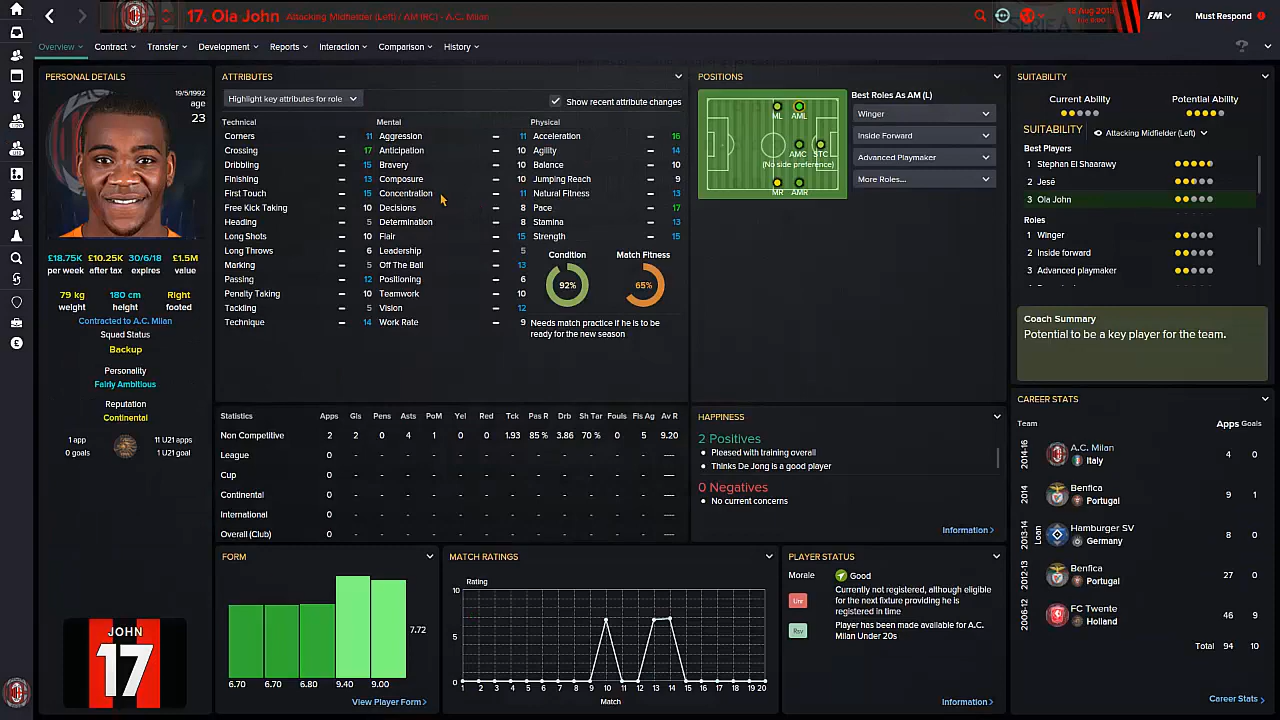 17. Ola John
Attacking Midfielder (Left) / AM (RC) - A.C. Milan
FM
Must Respond
Overview
Contract
Transfer
Development
Reports
Interaction
Comparison
History
PERSONAL DETAILS
19/5/1992
age
23
£18.75K £10.25K 30/6/18 £1.5M
per week after tax expires value
79 kg 180 cm Right
weight height footed
Contracted to A.C. Milan
Squad Status
Backup
Personality
Fairly Ambitious
Reputation
Continental
1 app 11 U21 apps
0 goals 1 U21 goal
JOHN
17
ATTRIBUTES
Highlight key attributes for role
Show recent attribute changes
Technical Mental Physical
Corners - 11 Aggression - 11 Acceleration - 16
Crossing - 17 Anticipation - 10 Agility - 14
Dribbling - 15 Bravery - 10 Balance - 10
Finishing - 13 Composure - 10 Jumping Reach - 9
First Touch - 15 Concentration - 11 Natural Fitness - 13
Free Kick Taking - 10 Decisions - 8 Pace - 17
Heading - 5 Determination - 8 Stamina - 13
Long Shots - 10 Flair - 15 Strength - 15
Long Throws - 6 Leadership - 5
Marking - 5 Off The Ball - 13
Passing - 12 Positioning - 6
Penalty Taking - 10 Teamwork - 10
Tackling - 5 Vision - 12
Technique - 14 Work Rate - 9
Condition Match Fitness
92% 65%
Needs match practice if he is to be
ready for the new season
POSITIONS
ML AML
AMC STC
(No side preference)
MR AMR
Best Roles As AM (L)
Winger
Inside Forward
Advanced Playmaker
More Roles...
SUITABILITY
Current Ability Potential Ability
SUITABILITY Attacking Midfielder (Left)
Best Players
1 Stephan El Shaarawy
2 Jesé
3 Ola John
Roles
1 Winger
2 Inside forward
3 Advanced playmaker
Coach Summary
Potential to be a key player for the team.
Statistics Apps Gls Pens Asts PoM Yel Red Tck Pas R Drb Sh Tar Fouls Fls Ag Av R
Non Competitive 2 2 0 4 1 0 0 1.93 85 % 3.86 70 % 0 5 9.20
League 0 - - - - - - - - - - - - ----
Cup 0 - - - - - - - - - - - - ----
Continental 0 - - - - - - - - - - - - ----
International 0 - - - - - - - - - - - - ----
Overall (Club) 0 - - - - - - - - - - - - ----
HAPPINESS
2 Positives
• Pleased with training overall
• Thinks De Jong is a good player
0 Negatives
• No current concerns
Information >
CAREER STATS
Team Apps Goals
2014-16 A.C. Milan 4 0
Italy
2014 Benfica 9 1
Portugal
2013-14 Loan Hamburger SV 8 0
Germany
2012-13 Benfica 27 0
Portugal
2006-12 FC Twente 46 9
Holland
Total 94 10
Career Stats >
FORM
7.72
6.70 6.70 6.80 9.40 9.00
View Player Form >
MATCH RATINGS
Rating
10
5
0
1 2 3 4 5 6 7 8 9 10 11 12 13 14 15 16 17 18 19 20
Match
PLAYER STATUS
Morale Good
Unr Currently not registered, although eligible
for the next fixture providing he is
registered in time
Rsv Player has been made available for A.C.
Milan Under 20s
Information >